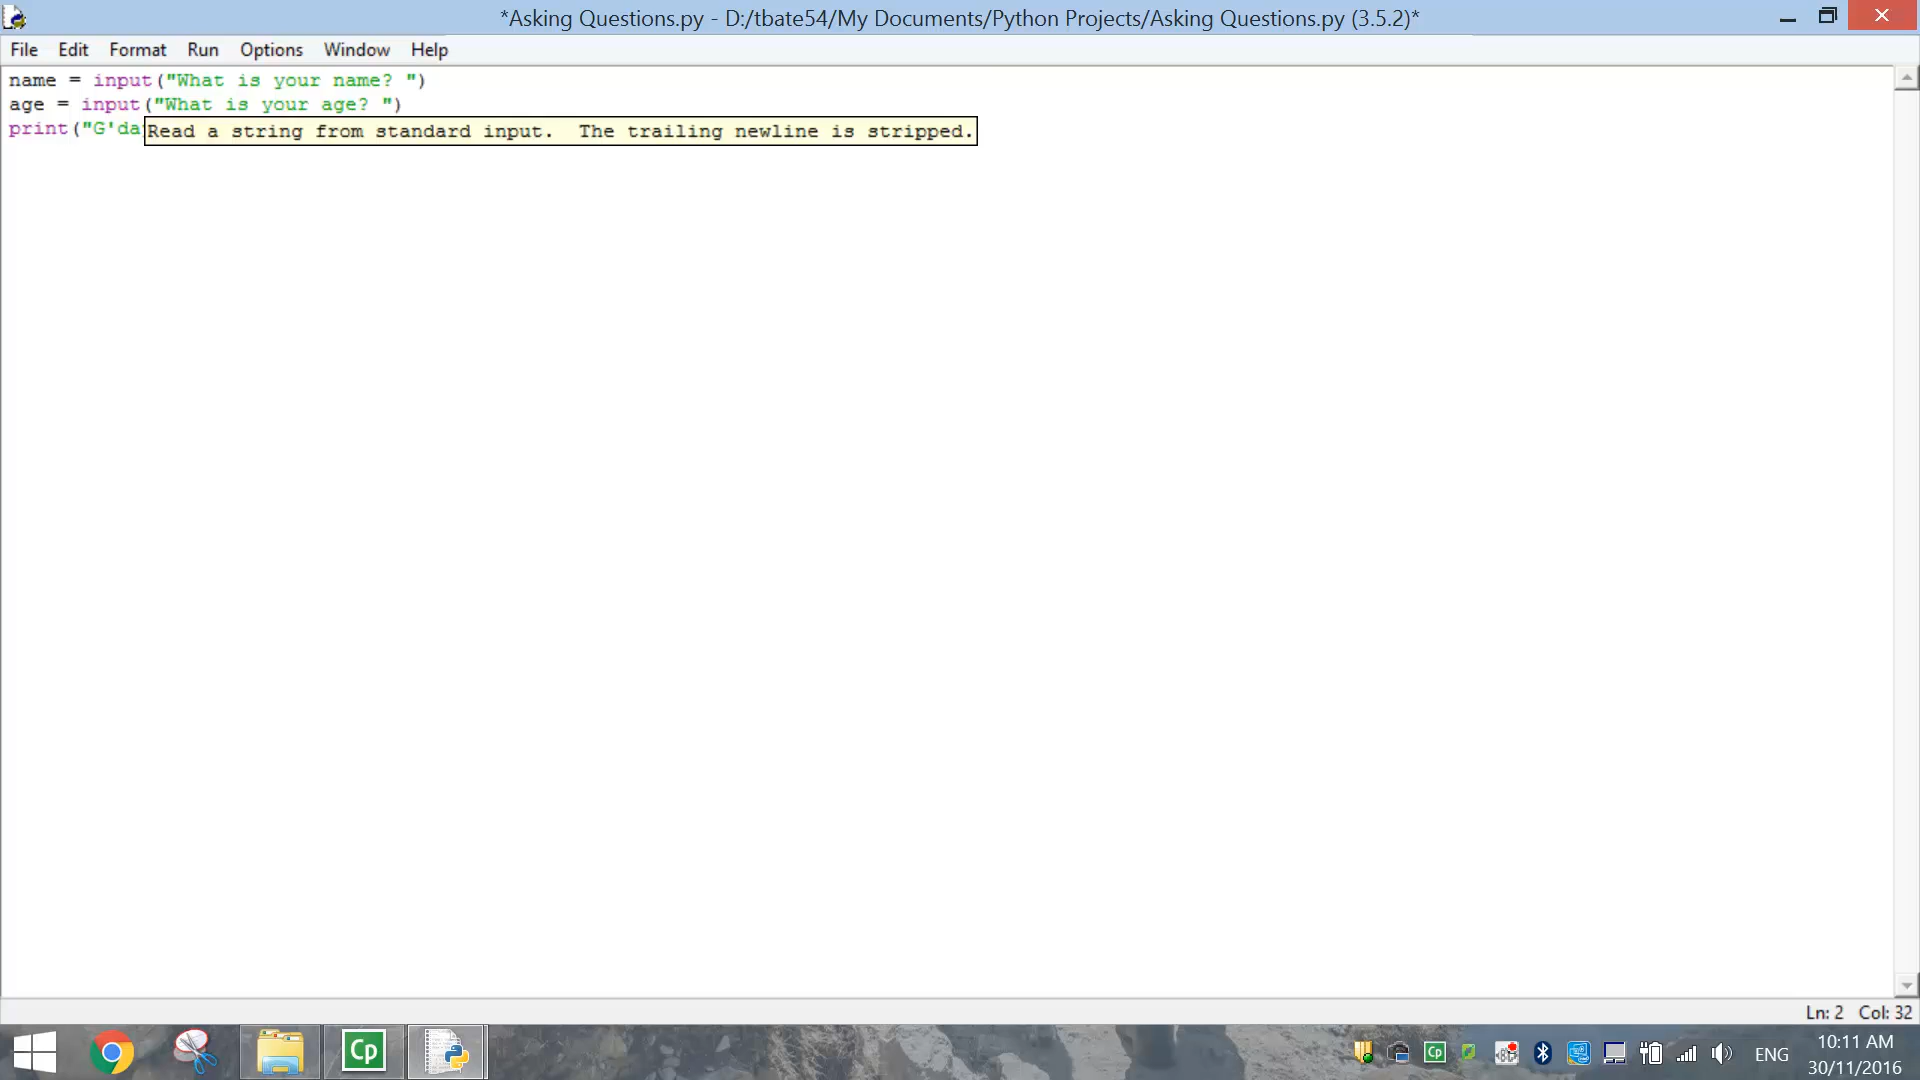 *Asking Questions.py - D:/tbate54/My Documents/Python Projects/Asking Questions.py (3.5.2)*
File Edit Format Run Options Window Help
name = input("What is your name? ")
age = input("What is your age? ")
print("G'da
Read a string from standard input.  The trailing newline is stripped.
Ln: 2 Col: 32
Cp
Cp
ENG
10:11 AM
30/11/2016